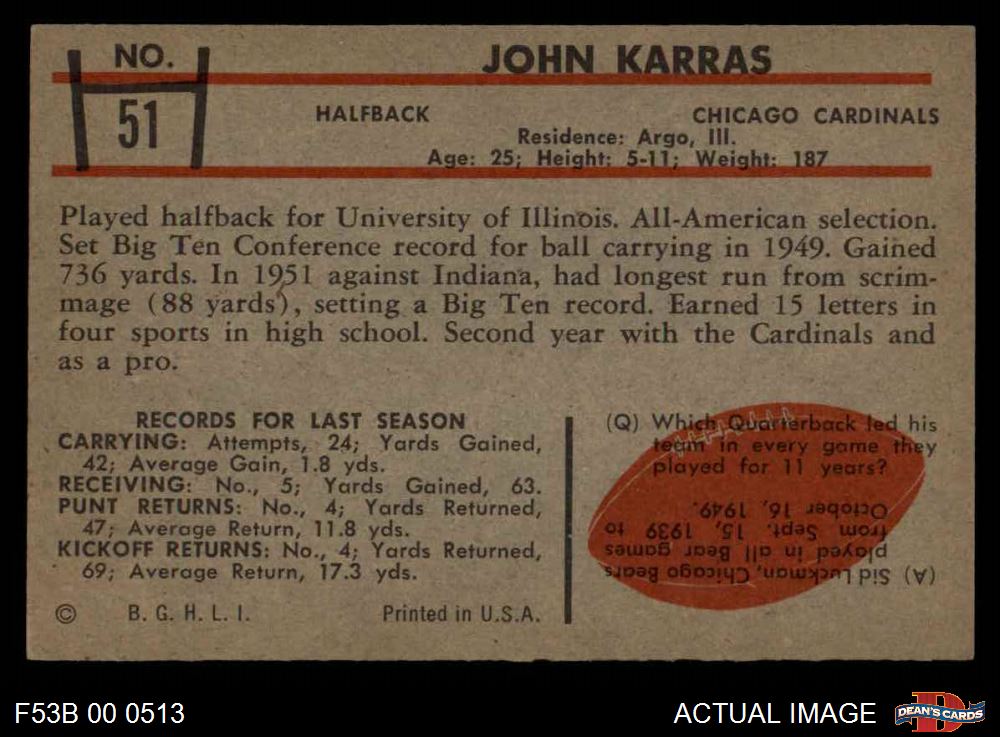 NO.
51
JOHN KARRAS
HALFBACK
CHICAGO CARDINALS
Residence: Argo, Ill.
Age: 25; Height: 5-11; Weight: 187
Played halfback for University of Illinois. All-American selection.
Set Big Ten Conference record for ball carrying in 1949. Gained
736 yards. In 1951 against Indiana, had longest run from scrim-
mage (88 yards), setting a Big Ten record. Earned 15 letters in
four sports in high school. Second year with the Cardinals and
as a pro.
RECORDS FOR LAST SEASON
CARRYING: Attempts, 24; Yards Gained,
42; Average Gain, 1.8 yds.
RECEIVING: No., 5; Yards Gained, 63.
PUNT RETURNS: No., 4; Yards Returned,
47; Average Return, 11.8 yds.
KICKOFF RETURNS: No., 4; Yards Returned,
69; Average Return, 17.3 yds.
© B. G. H. L. I. Printed in U.S.A.
(Q) Which Quarterback led his
team in every game they
played for 11 years?
(A) Sid Luckman, Chicago Bears
played in all Bear games
from Sept. 15, 1939 to
October 16, 1949.
F53B 00 0513
ACTUAL IMAGE
D
DEAN'S CARDS